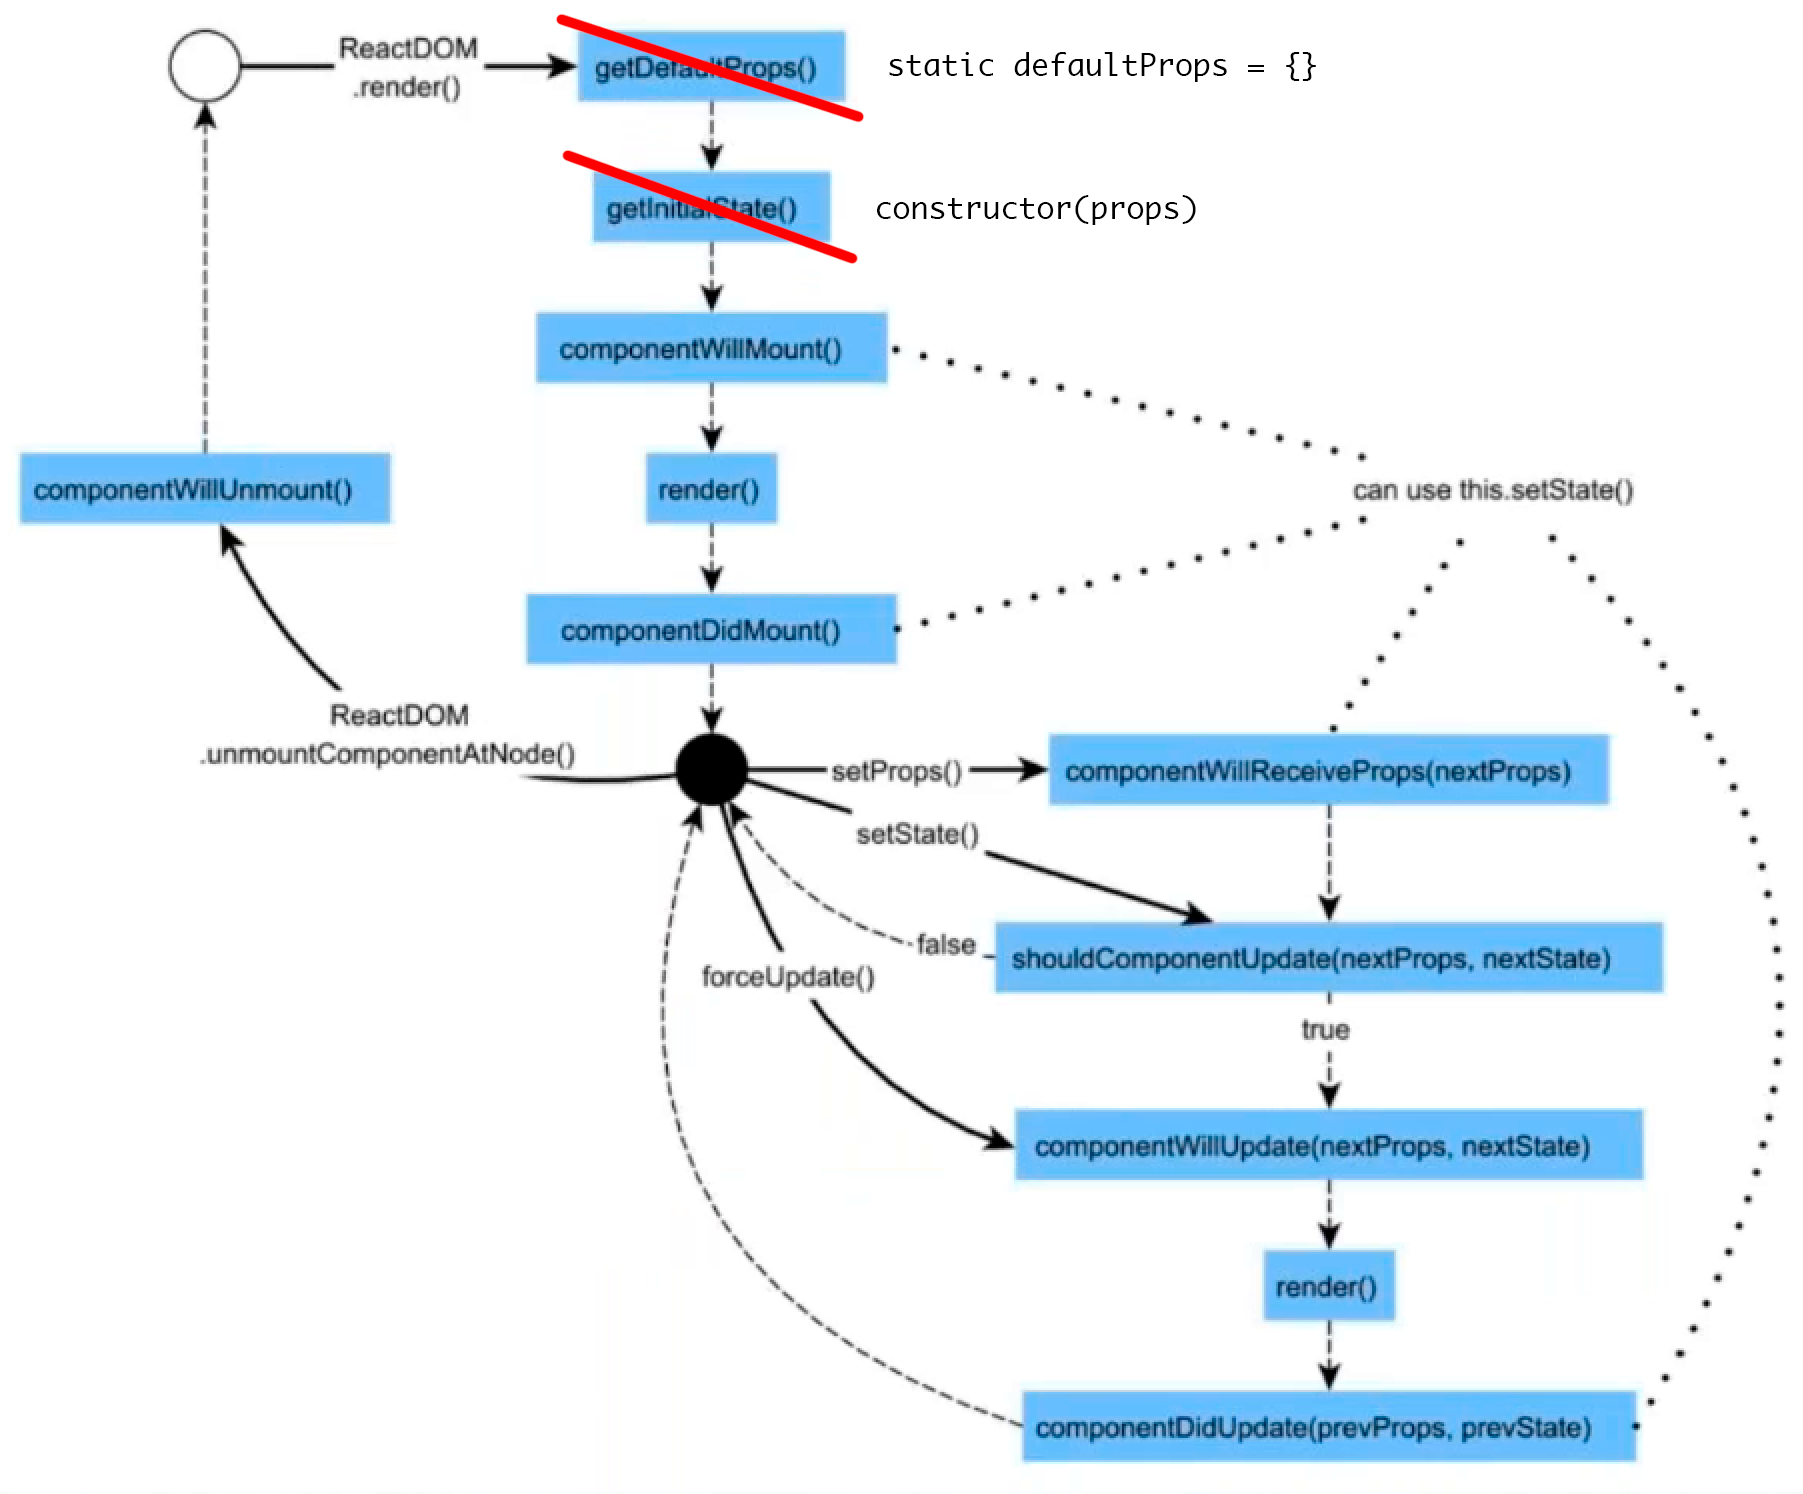 ReactDOM
.render()
getDefaultProps()
static defaultProps = {}
getInitialState()
constructor(props)
componentWillMount()
componentWillUnmount()
render()
can use this.setState()
componentDidMount()
ReactDOM
.unmountComponentAtNode()
setProps()
componentWillReceiveProps(nextProps)
setState()
false
shouldComponentUpdate(nextProps, nextState)
forceUpdate()
true
componentWillUpdate(nextProps, nextState)
render()
componentDidUpdate(prevProps, prevState)